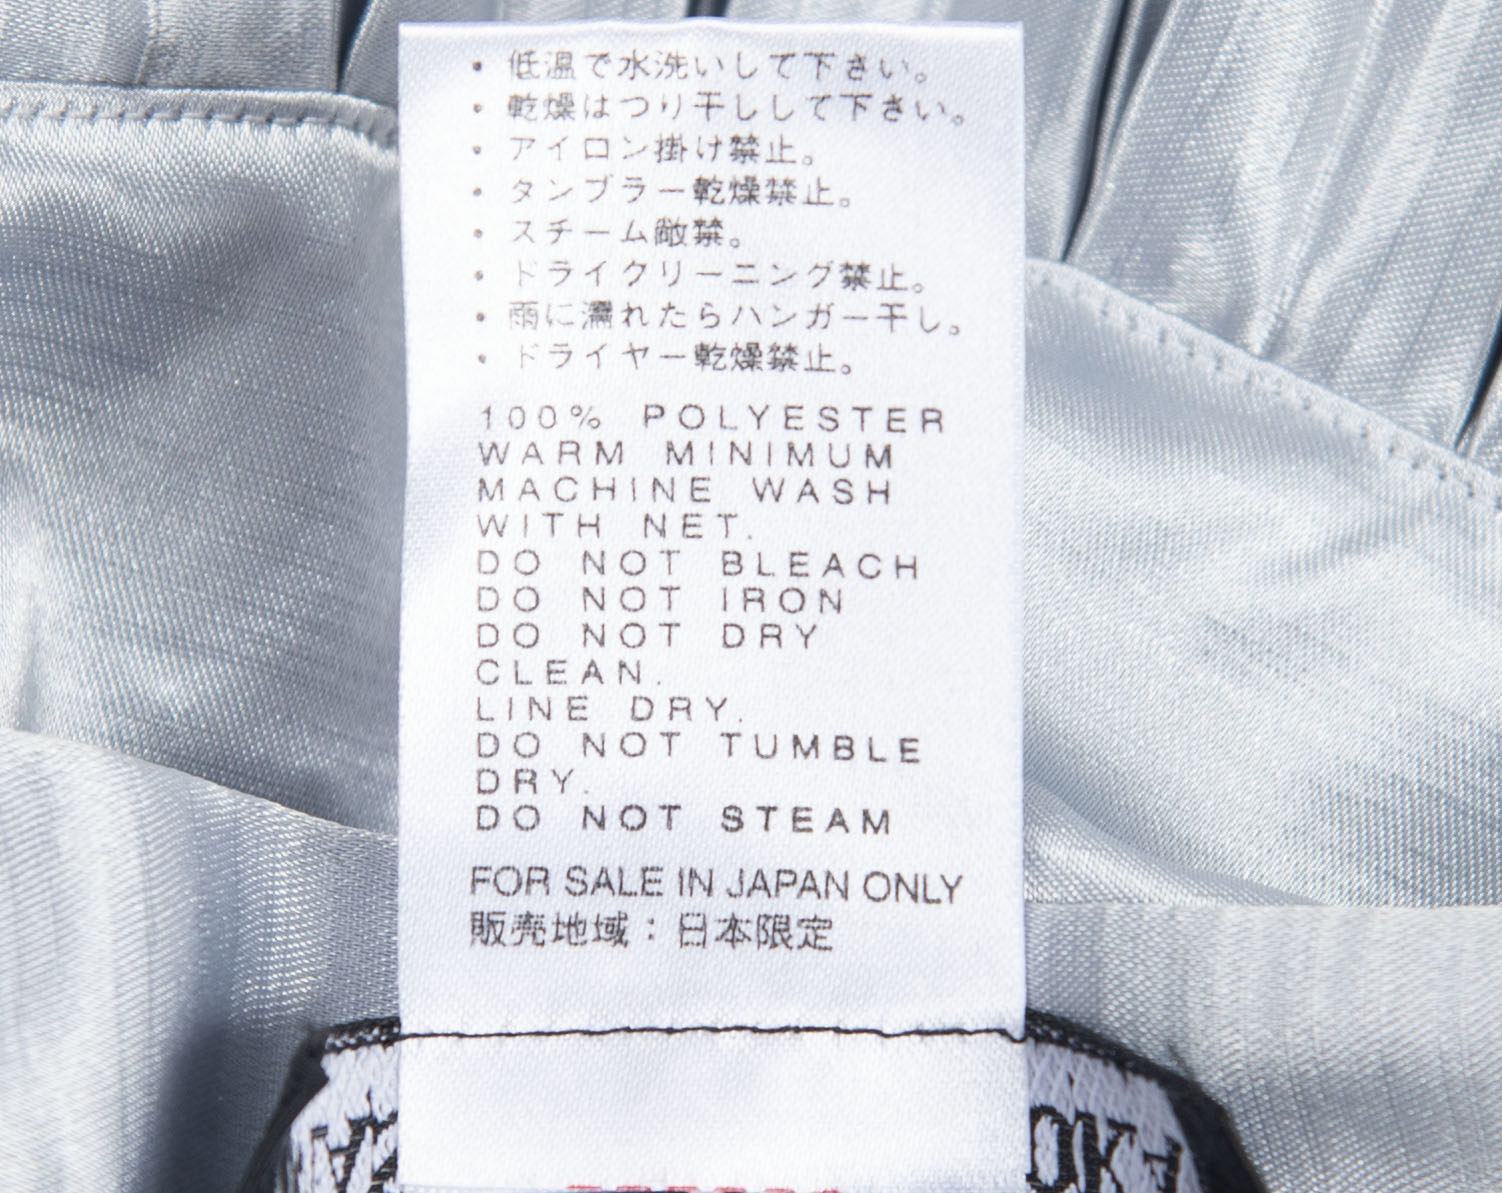 ・低温で水洗いして下さい。
・乾燥はつり干しして下さい。
・アイロン掛け禁止。
・タンブラー乾燥禁止。
・スチーム敵禁。
・ドライクリーニング禁止。
・雨に濡れたらハンガー干し。
・ドライヤー乾燥禁止。
100% POLYESTER
WARM MINIMUM
MACHINE WASH
WITH NET.
DO NOT BLEACH
DO NOT IRON
DO NOT DRY
CLEAN.
LINE DRY.
DO NOT TUMBLE
DRY.
DO NOT STEAM
FOR SALE IN JAPAN ONLY
販売地域：日本限定